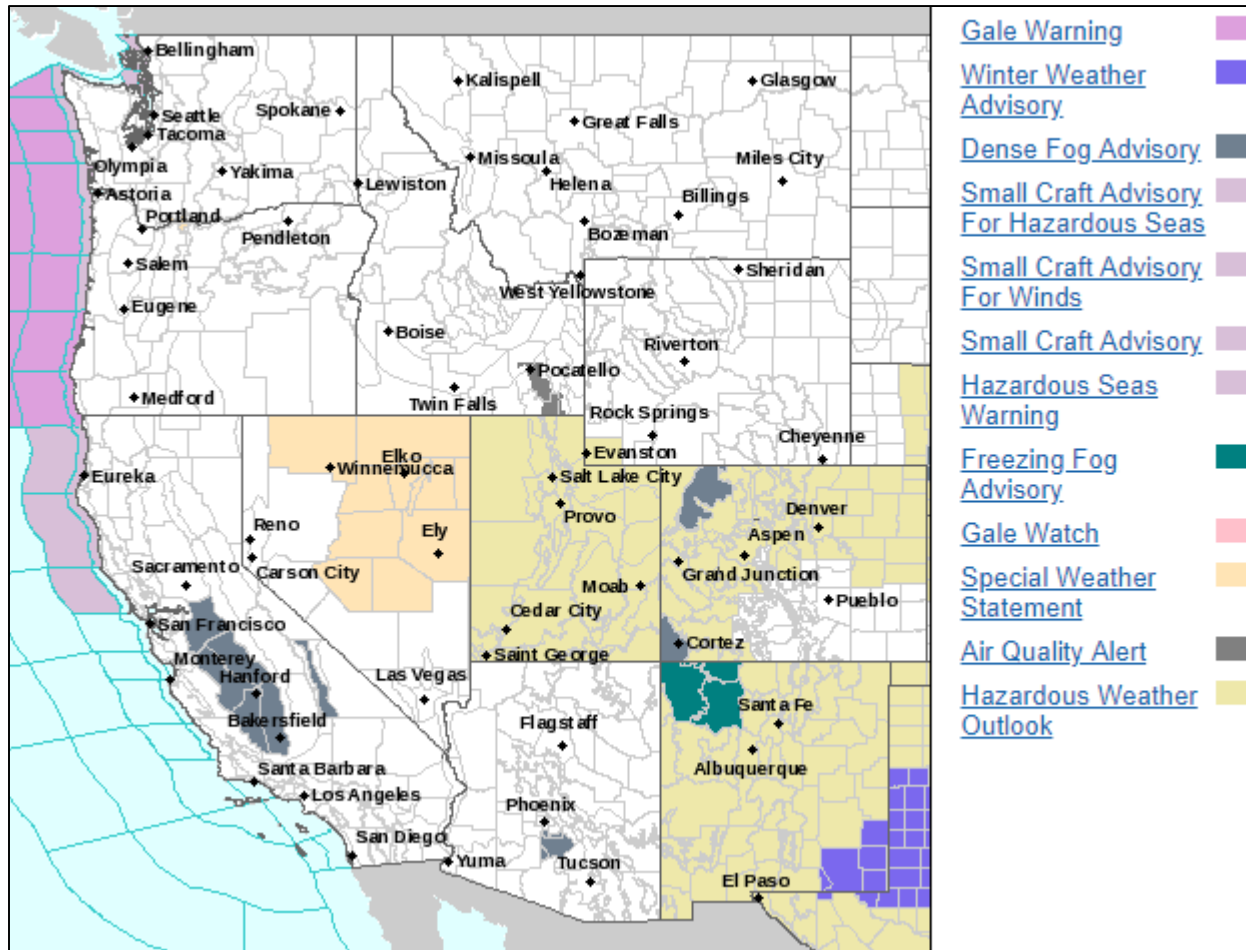 Bellingham
Kalispell
Glasgow
Seattle
Spokane
Great Falls
Tacoma
Olympia
Yakima
Missoula
Miles City
Helena
Lewiston
Astoria
Billings
Portland
Pendleton
Bozeman
Salem
Sheridan
West Yellowstone
Eugene
Boise
Riverton
Pocatello
Medford
Twin Falls
Rock Springs
Cheyenne
Elko
Winnemucca
Evanston
Eureka
Salt Lake City
Provo
Denver
Reno
Ely
Aspen
Sacramento
Carson City
Grand Junction
Moab
Pueblo
San Francisco
Cedar City
Cortez
Monterey
Saint George
Hanford
Las Vegas
Santa Fe
Bakersfield
Flagstaff
Albuquerque
Santa Barbara
Los Angeles
Phoenix
San Diego
Yuma
Tucson
El Paso
Gale Warning
Winter Weather
Advisory
Dense Fog Advisory
Small Craft Advisory
For Hazardous Seas
Small Craft Advisory
For Winds
Small Craft Advisory
Hazardous Seas
Warning
Freezing Fog
Advisory
Gale Watch
Special Weather
Statement
Air Quality Alert
Hazardous Weather
Outlook